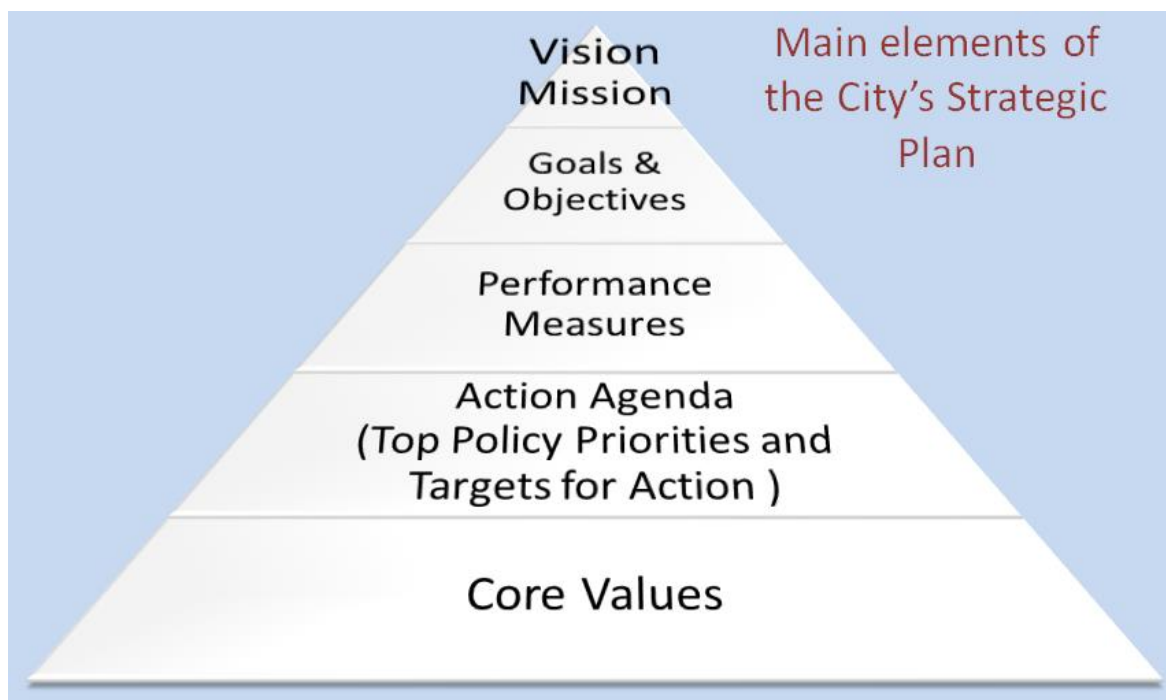 Main elements of
the City's Strategic
Plan
Vision
Mission
Goals &
Objectives
Performance
Measures
Action Agenda
(Top Policy Priorities and
Targets for Action )
Core Values